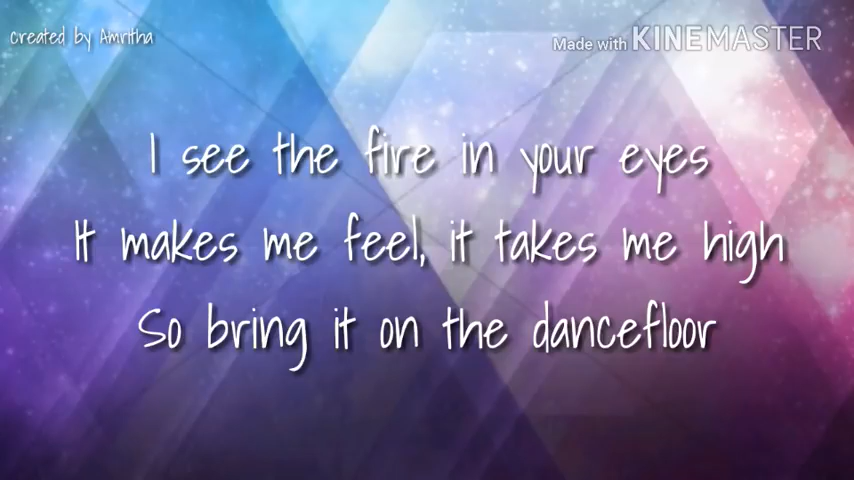 created by Amritha
Made with KINEMASTER
I see the fire in your eyes
It makes me feel, it takes me high
So bring it on the dancefloor